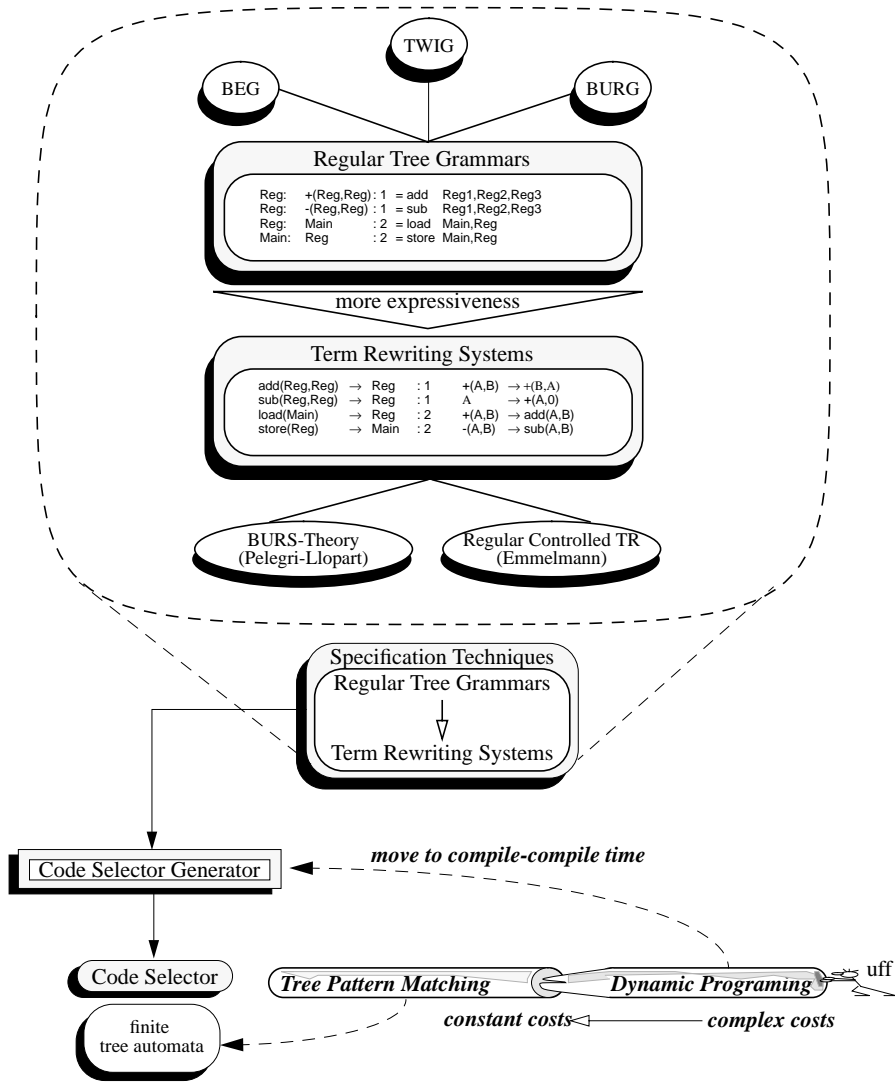 TWIG
BEG
BURG
Regular Tree Grammars
Reg: +(Reg,Reg) : 1 = add Reg1,Reg2,Reg3
Reg: -(Reg,Reg) : 1 = sub Reg1,Reg2,Reg3
Reg: Main : 2 = load Main,Reg
Main: Reg : 2 = store Main,Reg
more expressiveness
Term Rewriting Systems
add(Reg,Reg) → Reg : 1 +(A,B) → +(B,A)
sub(Reg,Reg) → Reg : 1 A → +(A,0)
load(Main) → Reg : 2 +(A,B) → add(A,B)
store(Reg) → Main : 2 -(A,B) → sub(A,B)
BURS-Theory
(Pelegri-Llopart)
Regular Controlled TR
(Emmelmann)
Specification Techniques
Regular Tree Grammars
Term Rewriting Systems
move to compile-compile time
Code Selector Generator
Code Selector
Tree Pattern Matching
Dynamic Programing
uff
finite
tree automata
constant costs
complex costs